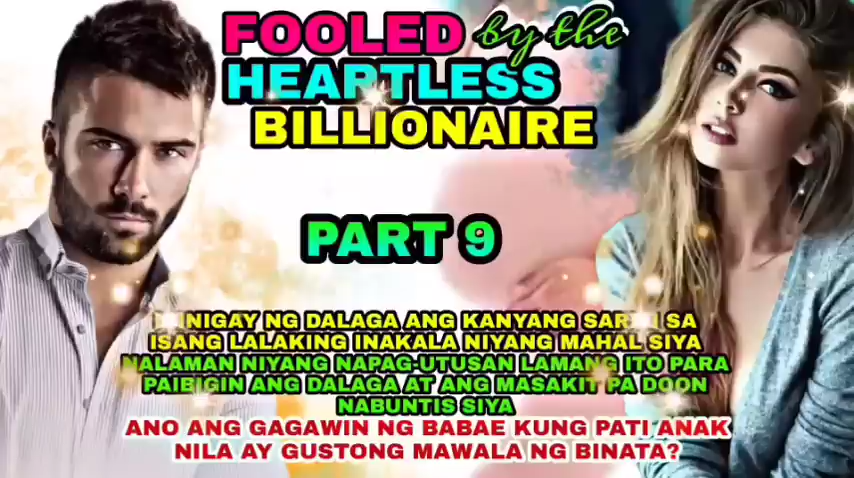 FOOLED by the
HEARTLESS
BILLIONAIRE
PART 9
NG DALAGA ANG KANYANG SA
ISANG LALAKING INAKALA NIYANG MAHAL SIYA
NALAMAN NIYANG NAPAG-UTUSAN LAMANG ITO PARA
PAIBIGIN ANG DALAGA AT ANG MASAKIT PA DOON
NABUNTIS SIYA
ANO ANG GAGAWIN NG BABAE KUNG PATI ANAK
NILA AY GUSTONG MAWALA NG BINATA?